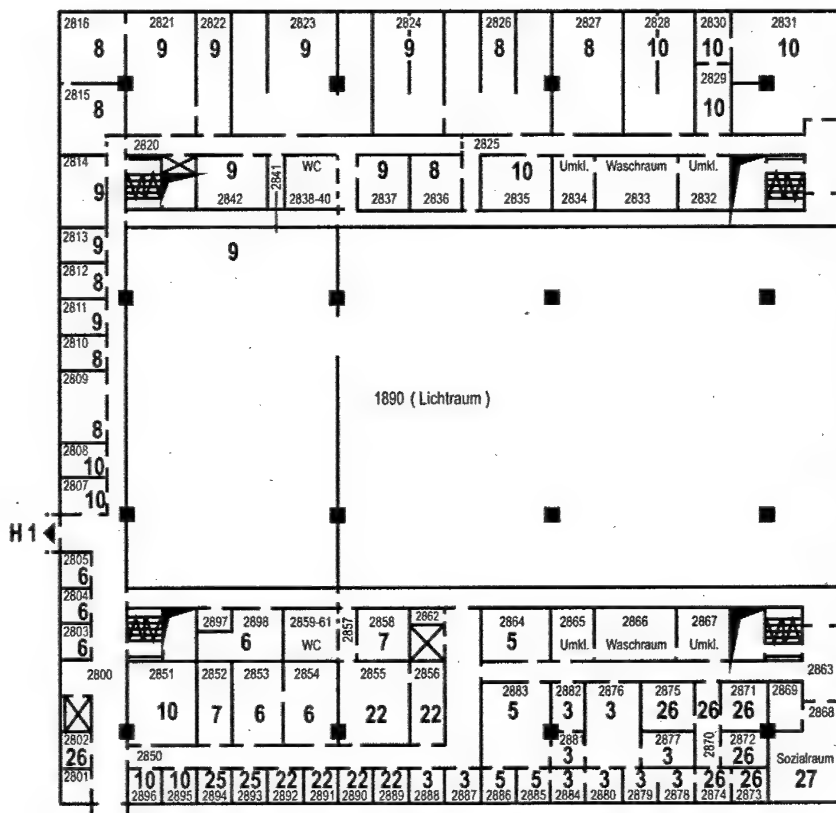 2816 2821 2822 2823 2824 2826 2827 2828 2830 2831
8 9 9 9 9 8 8 10 10 10
2815 2829
8 10
2820 2825
2814 9 WC 2841 9 8 10 Umkl. Waschraum Umkl.
9 2842 2838-40 2837 2836 2835 2834 2833 2832
2813
9 9
2812
8
2811
9
2810
8
2809
1890 ( Lichtraum )
8
2808
10
2807
10
H 1
2805
6
2804
6
2803
6
2897 2898 2859-61 2857 2858 2862 2864 2865 2866 2867
6 WC 7 5 Umkl. Waschraum Umkl.
2800 2851 2852 2853 2854 2855 2856 2863
10 7 6 6 22 22
2883 2882 2876 2875 2871 2869
5 3 3 26 26 26 2868
2802 2881 2877 2870 2872
26 3 3 26 Sozialraum
2850 27
2801
10 10 25 25 22 22 22 22 3 3 5 5 3 3 3 3 26 26
2896 2895 2894 2893 2892 2891 2890 2889 2888 2887 2886 2885 2884 2880 2879 2878 2874 2873